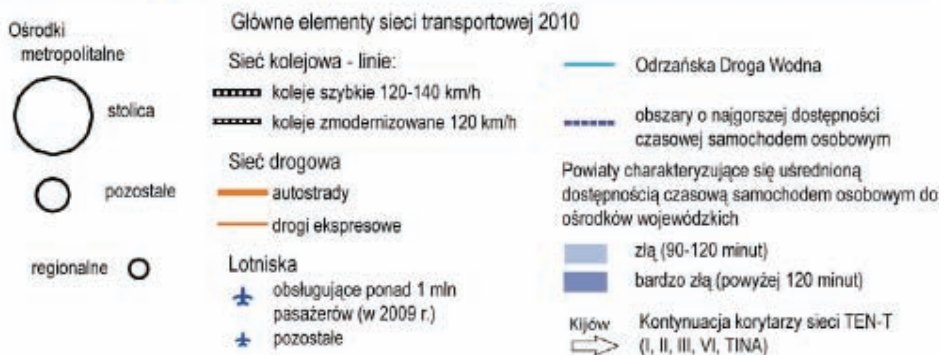 Główne elementy sieci transportowej 2010
Ośrodki
metropolitalne
stolica
pozostałe
regionalne
Sieć kolejowa - linie:
koleje szybkie 120-140 km/h
koleje zmodernizowane 120 km/h
Sieć drogowa
autostrady
drogi ekspresowe
Lotniska
obsługujące ponad 1 mln
pasażerów (w 2009 r.)
pozostałe
Odrzańska Droga Wodna
obszary o najgorszej dostępności
czasowej samochodem osobowym
Powiaty charakteryzujące się uśrednioną
dostępnością czasową samochodem osobowym do
ośrodków wojewódzkich
złą (90-120 minut)
bardzo złą (powyżej 120 minut)
Kijów
Kontynuacja korytarzy sieci TEN-T
(I, II, III, VI, TINA)